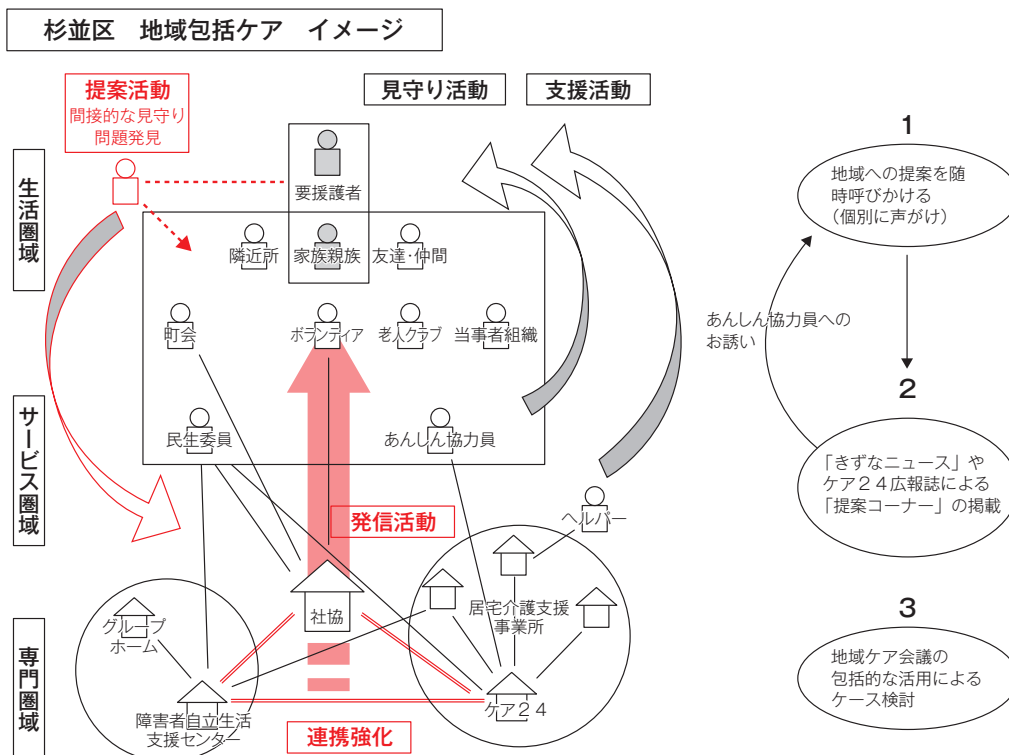 杉並区　地域包括ケア　イメージ
提案活動
間接的な見守り
問題発見
見守り活動
支援活動
生活圏域
要援護者
隣近所
家族親族
友達・仲間
町会
ボランティア
老人クラブ
当事者組織
サービス圏域
民生委員
あんしん協力員
発信活動
ヘルパー
専門圏域
グループ
ホーム
社協
居宅介護支援
事業所
障害者自立生活
支援センター
ケア２４
連携強化
1
地域への提案を随
時呼びかける
（個別に声がけ）
あんしん協力員への
お誘い
2
「きずなニュース」や
ケア２４広報誌による
「提案コーナー」の掲載
3
地域ケア会議の
包括的な活用による
ケース検討